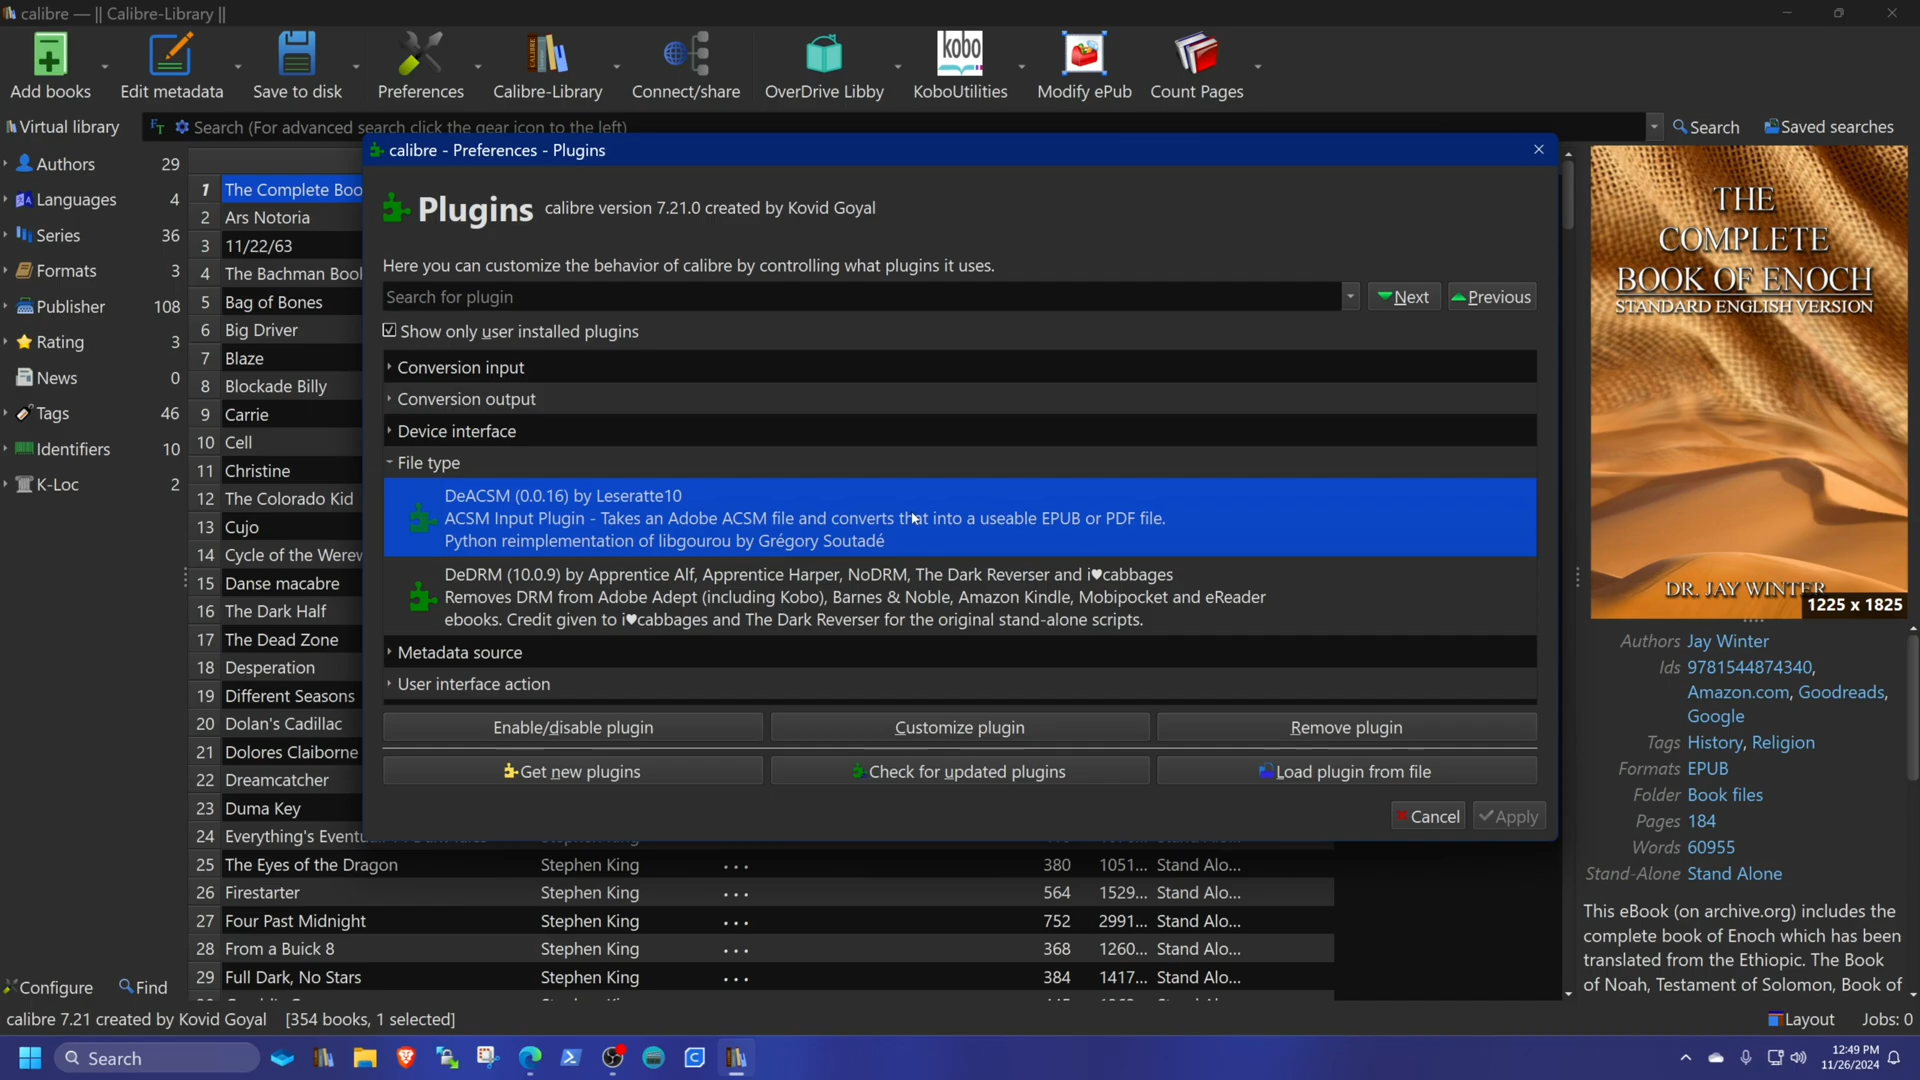 calibre — || Calibre-Library ||
Add books
Edit metadata
Save to disk
Preferences
Calibre-Library
Connect/share
OverDrive Libby
kobo
KoboUtilities
Modify ePub
Count Pages
Virtual library
Search (For advanced search click the gear icon to the left)
Search
Saved searches
Authors 29
Languages 4
Series 36
Formats 3
Publisher 108
Rating 3
News 0
Tags 46
Identifiers 10
K-Loc 2
1 The Complete Boo
2 Ars Notoria
3 11/22/63
4 The Bachman Bool
5 Bag of Bones
6 Big Driver
7 Blaze
8 Blockade Billy
9 Carrie
10 Cell
11 Christine
12 The Colorado Kid
13 Cujo
14 Cycle of the Werew
15 Danse macabre
16 The Dark Half
17 The Dead Zone
18 Desperation
19 Different Seasons
20 Dolan's Cadillac
21 Dolores Claiborne
22 Dreamcatcher
23 Duma Key
24 Everything's Eventu
25 The Eyes of the Dragon Stephen King ... 380 1051... Stand Alo...
26 Firestarter Stephen King ... 564 1529... Stand Alo...
27 Four Past Midnight Stephen King ... 752 2991... Stand Alo...
28 From a Buick 8 Stephen King ... 368 1260... Stand Alo...
29 Full Dark, No Stars Stephen King ... 384 1417... Stand Alo...
calibre - Preferences - Plugins
Plugins calibre version 7.21.0 created by Kovid Goyal
Here you can customize the behavior of calibre by controlling what plugins it uses.
Search for plugin
Next
Previous
Show only user installed plugins
Conversion input
Conversion output
Device interface
File type
DeACSM (0.0.16) by Leseratte10
ACSM Input Plugin - Takes an Adobe ACSM file and converts that into a useable EPUB or PDF file.
Python reimplementation of libgourou by Grégory Soutadé
DeDRM (10.0.9) by Apprentice Alf, Apprentice Harper, NoDRM, The Dark Reverser and i♥cabbages
Removes DRM from Adobe Adept (including Kobo), Barnes & Noble, Amazon Kindle, Mobipocket and eReader
ebooks. Credit given to i♥cabbages and The Dark Reverser for the original stand-alone scripts.
Metadata source
User interface action
Enable/disable plugin
Customize plugin
Remove plugin
Get new plugins
Check for updated plugins
Load plugin from file
Cancel
Apply
THE
COMPLETE
BOOK OF ENOCH
STANDARD ENGLISH VERSION
DR. JAY WINTER
1225 x 1825
Authors Jay Winter
Ids 9781544874340,
Amazon.com, Goodreads,
Google
Tags History, Religion
Formats EPUB
Folder Book files
Pages 184
Words 60955
Stand-Alone Stand Alone
This eBook (on archive.org) includes the
complete book of Enoch which has been
translated from the Ethiopic. The Book
of Noah, Testament of Solomon, Book of
Configure
Find
calibre 7.21 created by Kovid Goyal [354 books, 1 selected]
Layout
Jobs: 0
Search
12:49 PM
11/26/2024